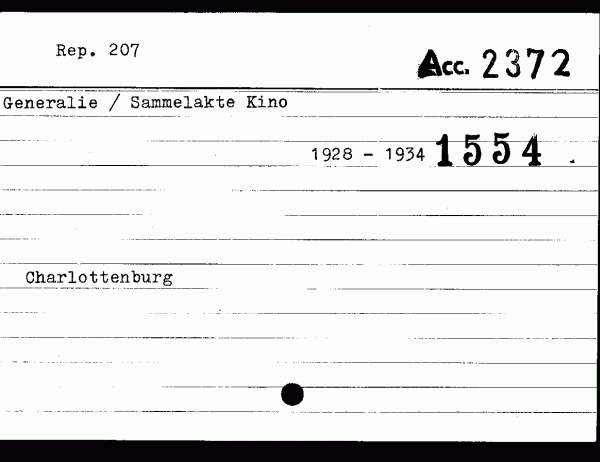 Rep. 207
Acc. 2372
Generalie / Sammelakte Kino
1928 - 1934 1554
Charlottenburg